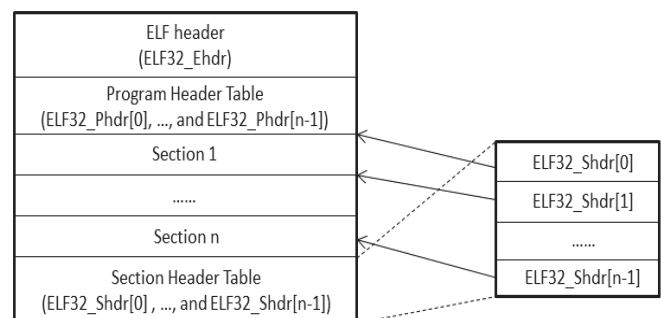 ELF header
(ELF32_Ehdr)
Program Header Table
(ELF32_Phdr[0], ..., and ELF32_Phdr[n-1])
Section 1
......
Section n
Section Header Table
(ELF32_Shdr[0] , ..., and ELF32_Shdr[n-1])
ELF32_Shdr[0]
ELF32_Shdr[1]
......
ELF32_Shdr[n-1]